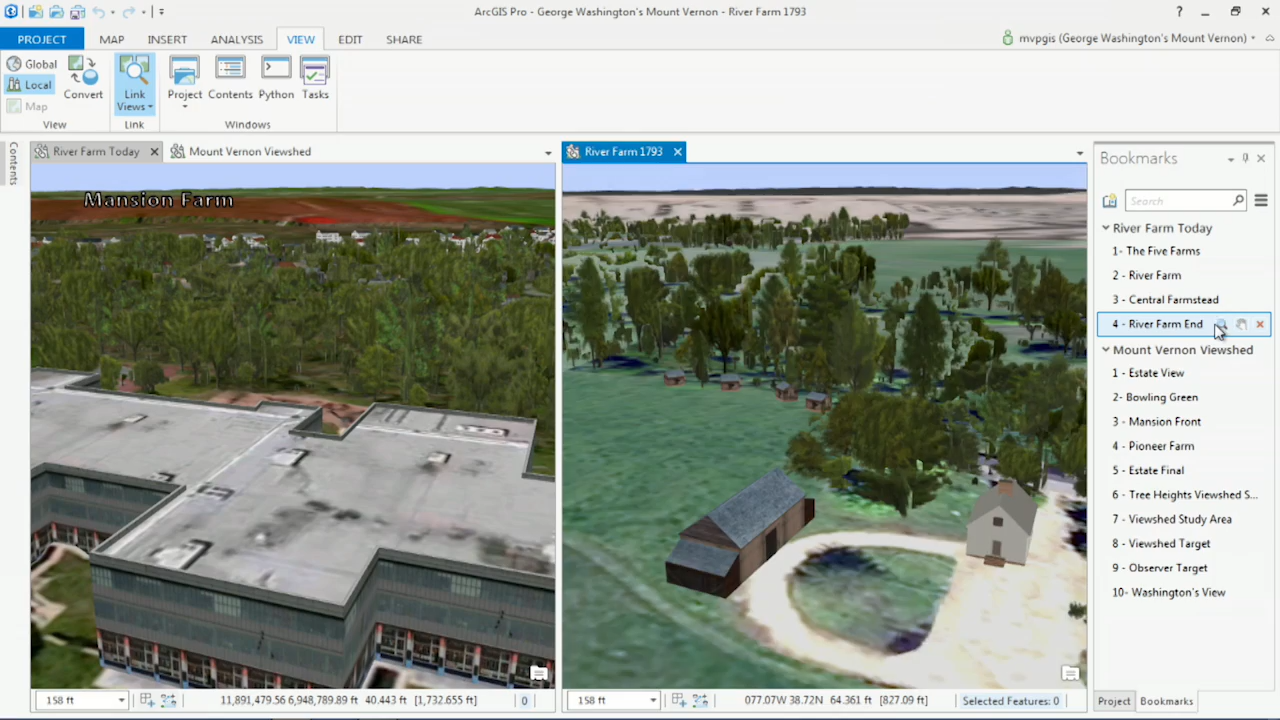 ArcGIS Pro - George Washington's Mount Vernon - River Farm 1793
?
PROJECT MAP INSERT ANALYSIS VIEW EDIT SHARE
mvpgis (George Washington's Mount Vernon)
Global
Local
Map
Convert
Link Views
Project
Contents
Python
Tasks
View
Link
Windows
Contents
River Farm Today
Mount Vernon Viewshed
River Farm 1793
Mansion Farm
Bookmarks
Search
River Farm Today
1- The Five Farms
2 - River Farm
3 - Central Farmstead
4 - River Farm End
Mount Vernon Viewshed
1 - Estate View
2- Bowling Green
3 - Mansion Front
4 - Pioneer Farm
5 - Estate Final
6 - Tree Heights Viewshed S...
7 - Viewshed Study Area
8 - Viewshed Target
9 - Observer Target
10- Washington's View
158 ft
11,891,479.56 6,948,789.89 ft 40.443 ft [1,732.655 ft]
0
158 ft
077.07W 38.72N 64.361 ft [827.09 ft]
Selected Features: 0
Project
Bookmarks